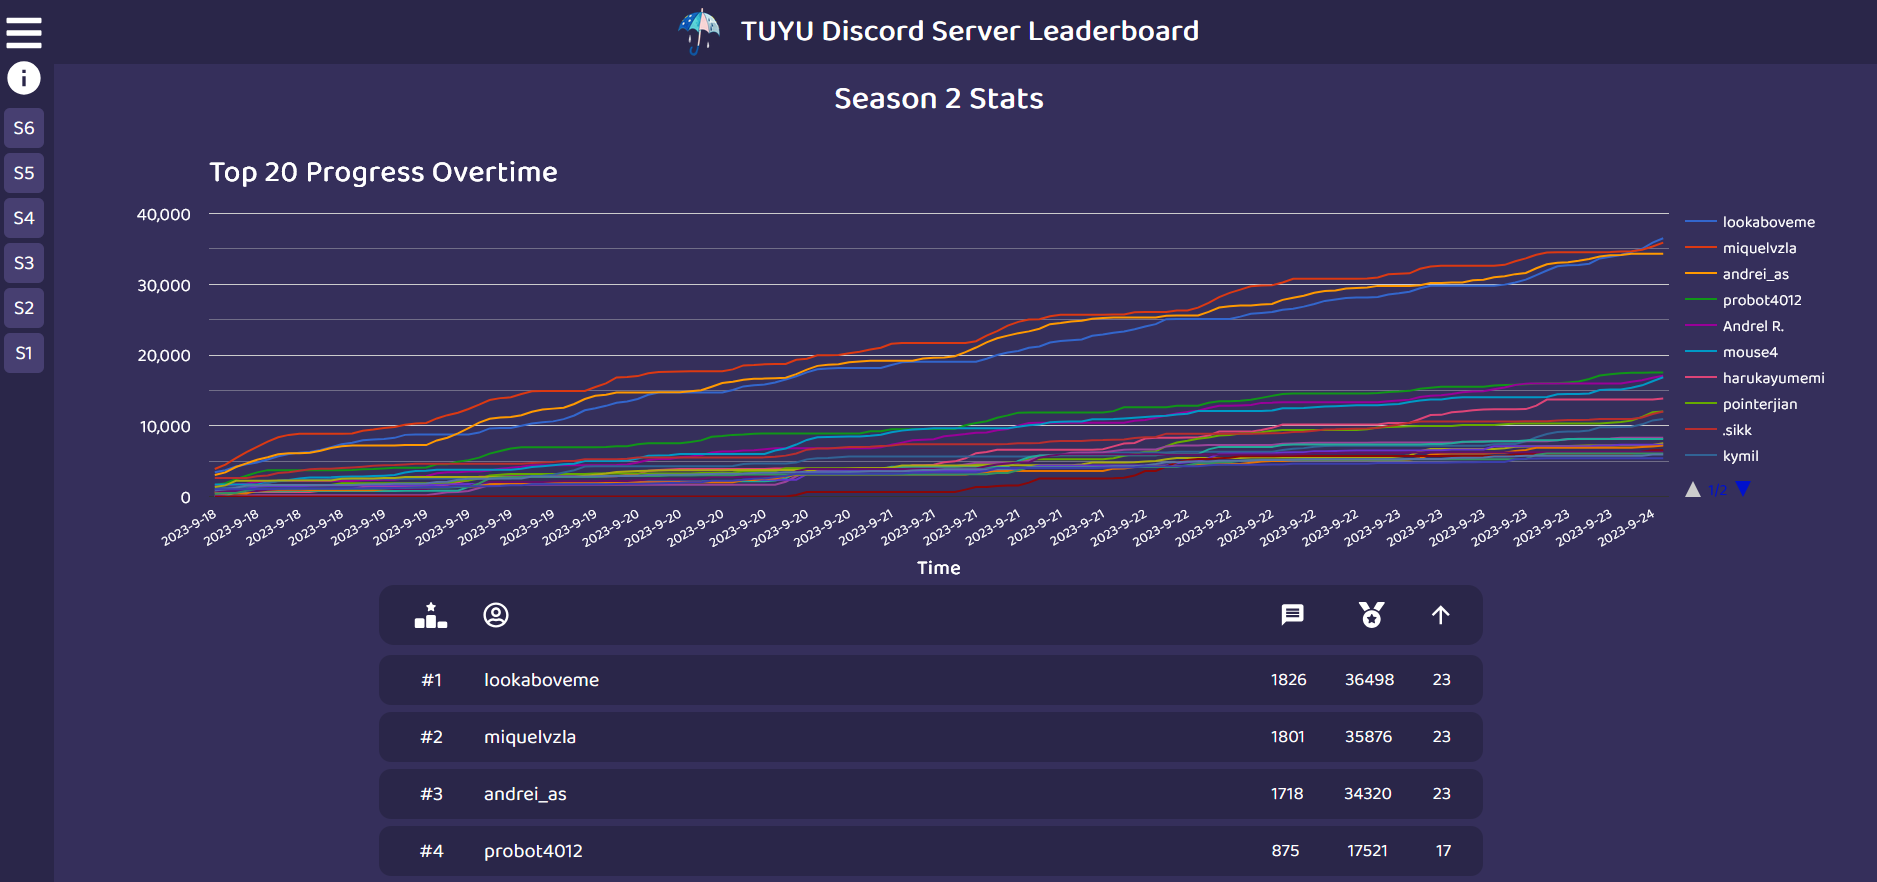 TUYU Discord Server Leaderboard
S6
S5
S4
S3
S2
S1
Season 2 Stats
Top 20 Progress Overtime
40,000
30,000
20,000
10,000
0
lookaboveme
miquelvzla
andrei_as
probot4012
Andrel R.
mouse4
harukayumemi
pointerjian
.sikk
kymil
1/2
2023-9-18
2023-9-18
2023-9-18
2023-9-18
2023-9-19
2023-9-19
2023-9-19
2023-9-19
2023-9-19
2023-9-19
2023-9-20
2023-9-20
2023-9-20
2023-9-20
2023-9-20
2023-9-20
2023-9-21
2023-9-21
2023-9-21
2023-9-21
2023-9-21
2023-9-21
2023-9-22
2023-9-22
2023-9-22
2023-9-22
2023-9-22
2023-9-22
2023-9-23
2023-9-23
2023-9-23
2023-9-23
2023-9-23
2023-9-23
2023-9-24
Time
#1 lookaboveme 1826 36498 23
#2 miquelvzla 1801 35876 23
#3 andrei_as 1718 34320 23
#4 probot4012 875 17521 17